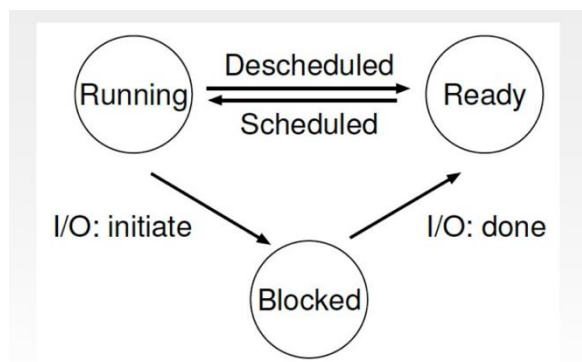 Descheduled
Running
Ready
Scheduled
I/O: initiate
I/O: done
Blocked